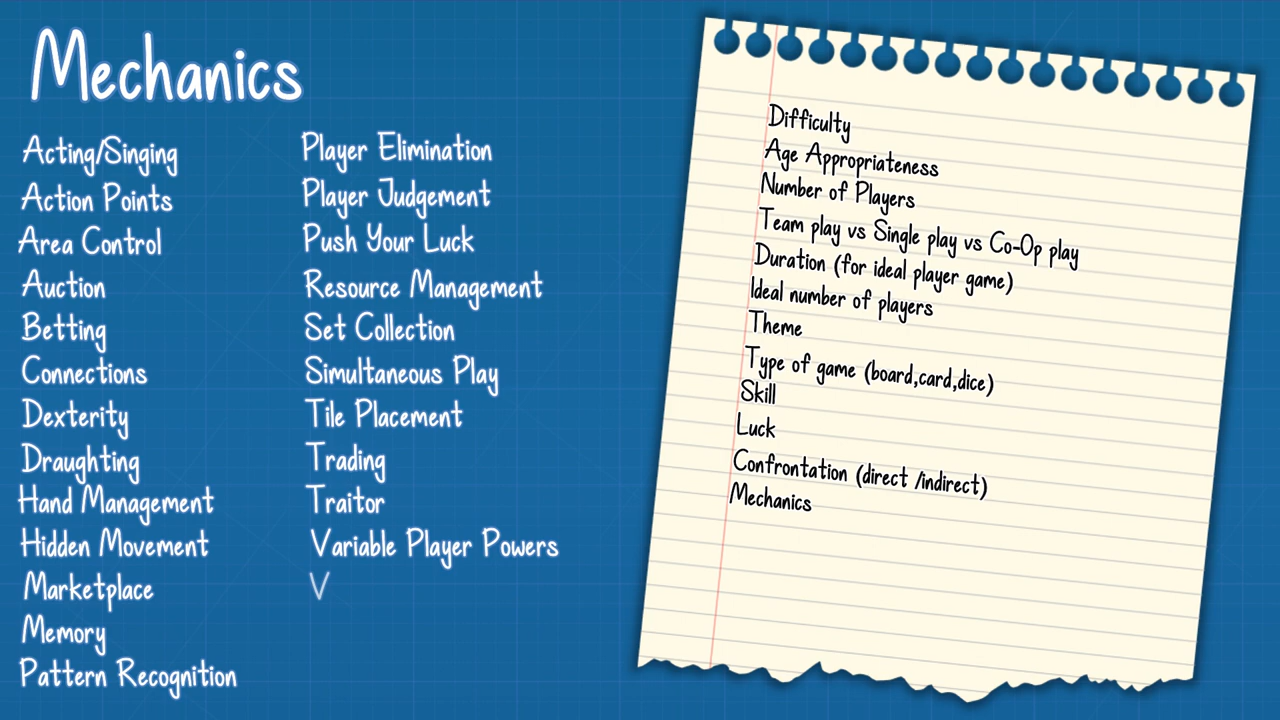 Mechanics
Acting/Singing
Action Points
Area Control
Auction
Betting
Connections
Dexterity
Draughting
Hand Management
Hidden Movement
Marketplace
Memory
Pattern Recognition
Player Elimination
Player Judgement
Push Your Luck
Resource Management
Set Collection
Simultaneous Play
Tile Placement
Trading
Traitor
Variable Player Powers
V
Difficulty
Age Appropriateness
Number of Players
Team play vs Single play vs Co-Op play
Duration (for ideal player game)
Ideal number of players
Theme
Type of game (board,card,dice)
Skill
Luck
Confrontation (direct /indirect)
Mechanics